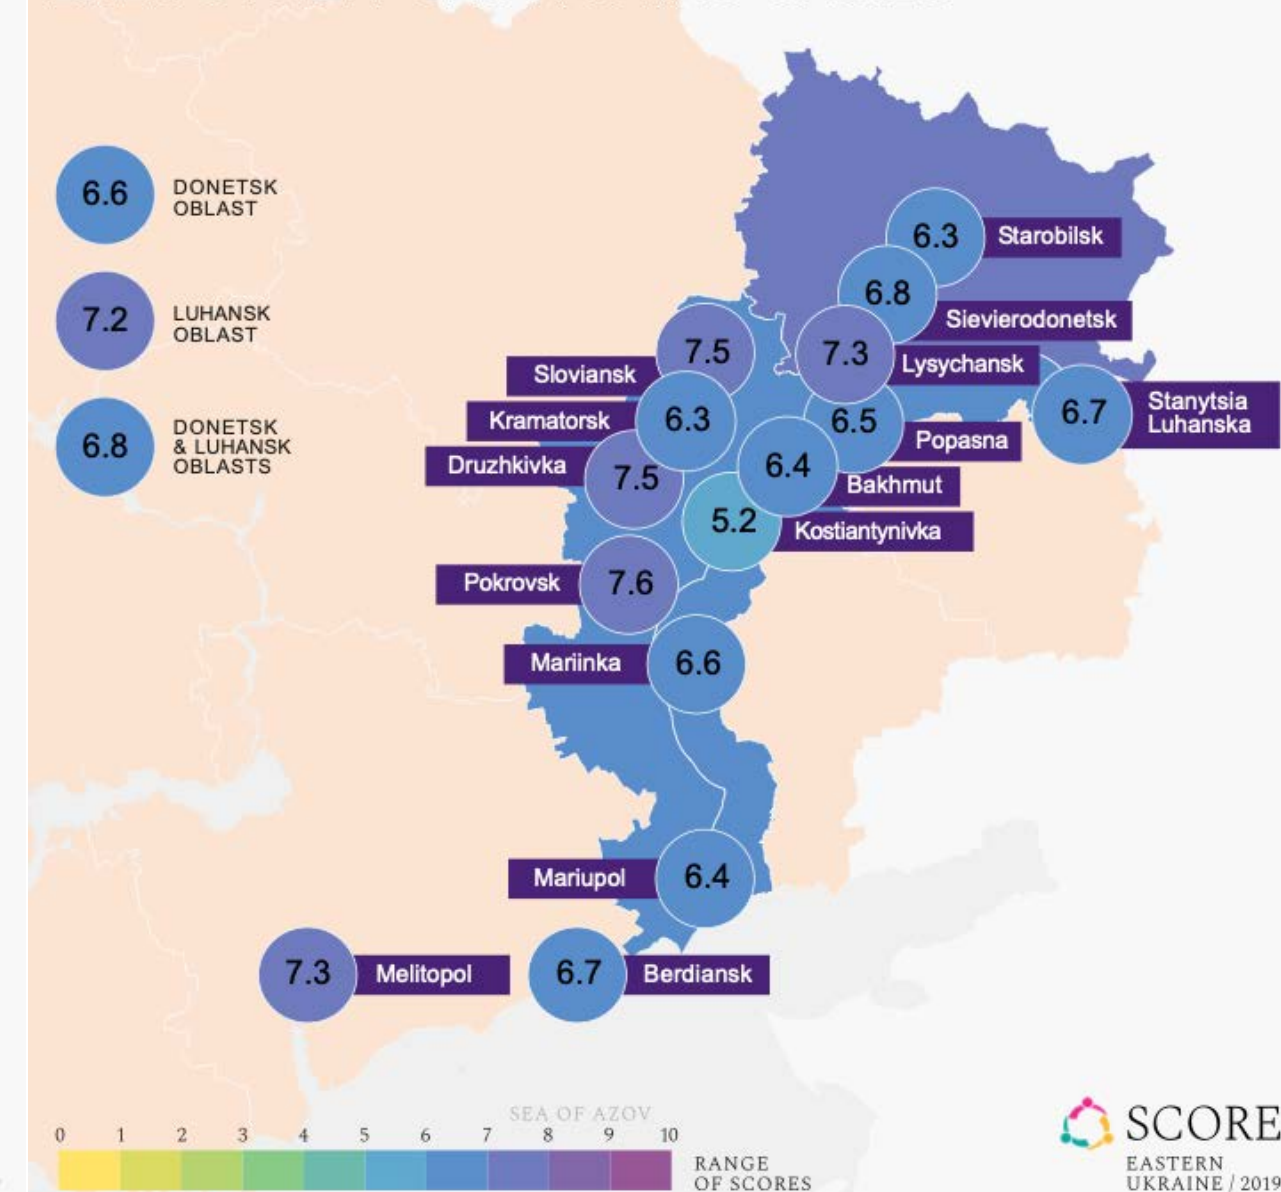 6.6
DONETSK
OBLAST
7.2
LUHANSK
OBLAST
6.8
DONETSK
& LUHANSK
OBLASTS
6.3
Starobilsk
6.8
Sievierodonetsk
7.5
Sloviansk
7.3
Lysychansk
6.3
Kramatorsk
6.5
Popasna
6.7
Stanytsia
Luhanska
7.5
Druzhkivka
6.4
Bakhmut
5.2
Kostiantynivka
7.6
Pokrovsk
6.6
Mariinka
6.4
Mariupol
7.3
Melitopol
6.7
Berdiansk
SEA OF AZOV
0 1 2 3 4 5 6 7 8 9 10
RANGE
OF SCORES
SCORE
EASTERN
UKRAINE / 2019